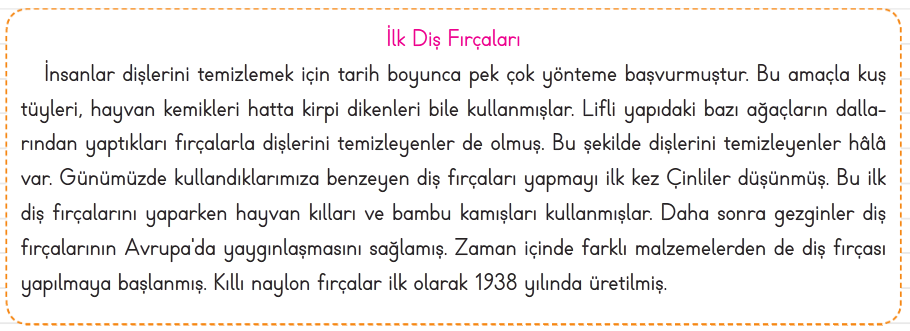 İlk Diş Fırçaları
İnsanlar dişlerini temizlemek için tarih boyunca pek çok yönteme başvurmuştur. Bu amaçla kuş
tüyleri, hayvan kemikleri hatta kirpi dikenleri bile kullanmışlar. Lifli yapıdaki bazı ağaçların dalla-
rından yaptıkları fırçalarla dişlerini temizleyenler de olmuş. Bu şekilde dişlerini temizleyenler hâlâ
var. Günümüzde kullandıklarımıza benzeyen diş fırçaları yapmayı ilk kez Çinliler düşünmüş. Bu ilk
diş fırçalarını yaparken hayvan kılları ve bambu kamışları kullanmışlar. Daha sonra gezginler diş
fırçalarının Avrupa'da yaygınlaşmasını sağlamış. Zaman içinde farklı malzemelerden de diş fırçası
yapılmaya başlanmış. Kıllı naylon fırçalar ilk olarak 1938 yılında üretilmiş.